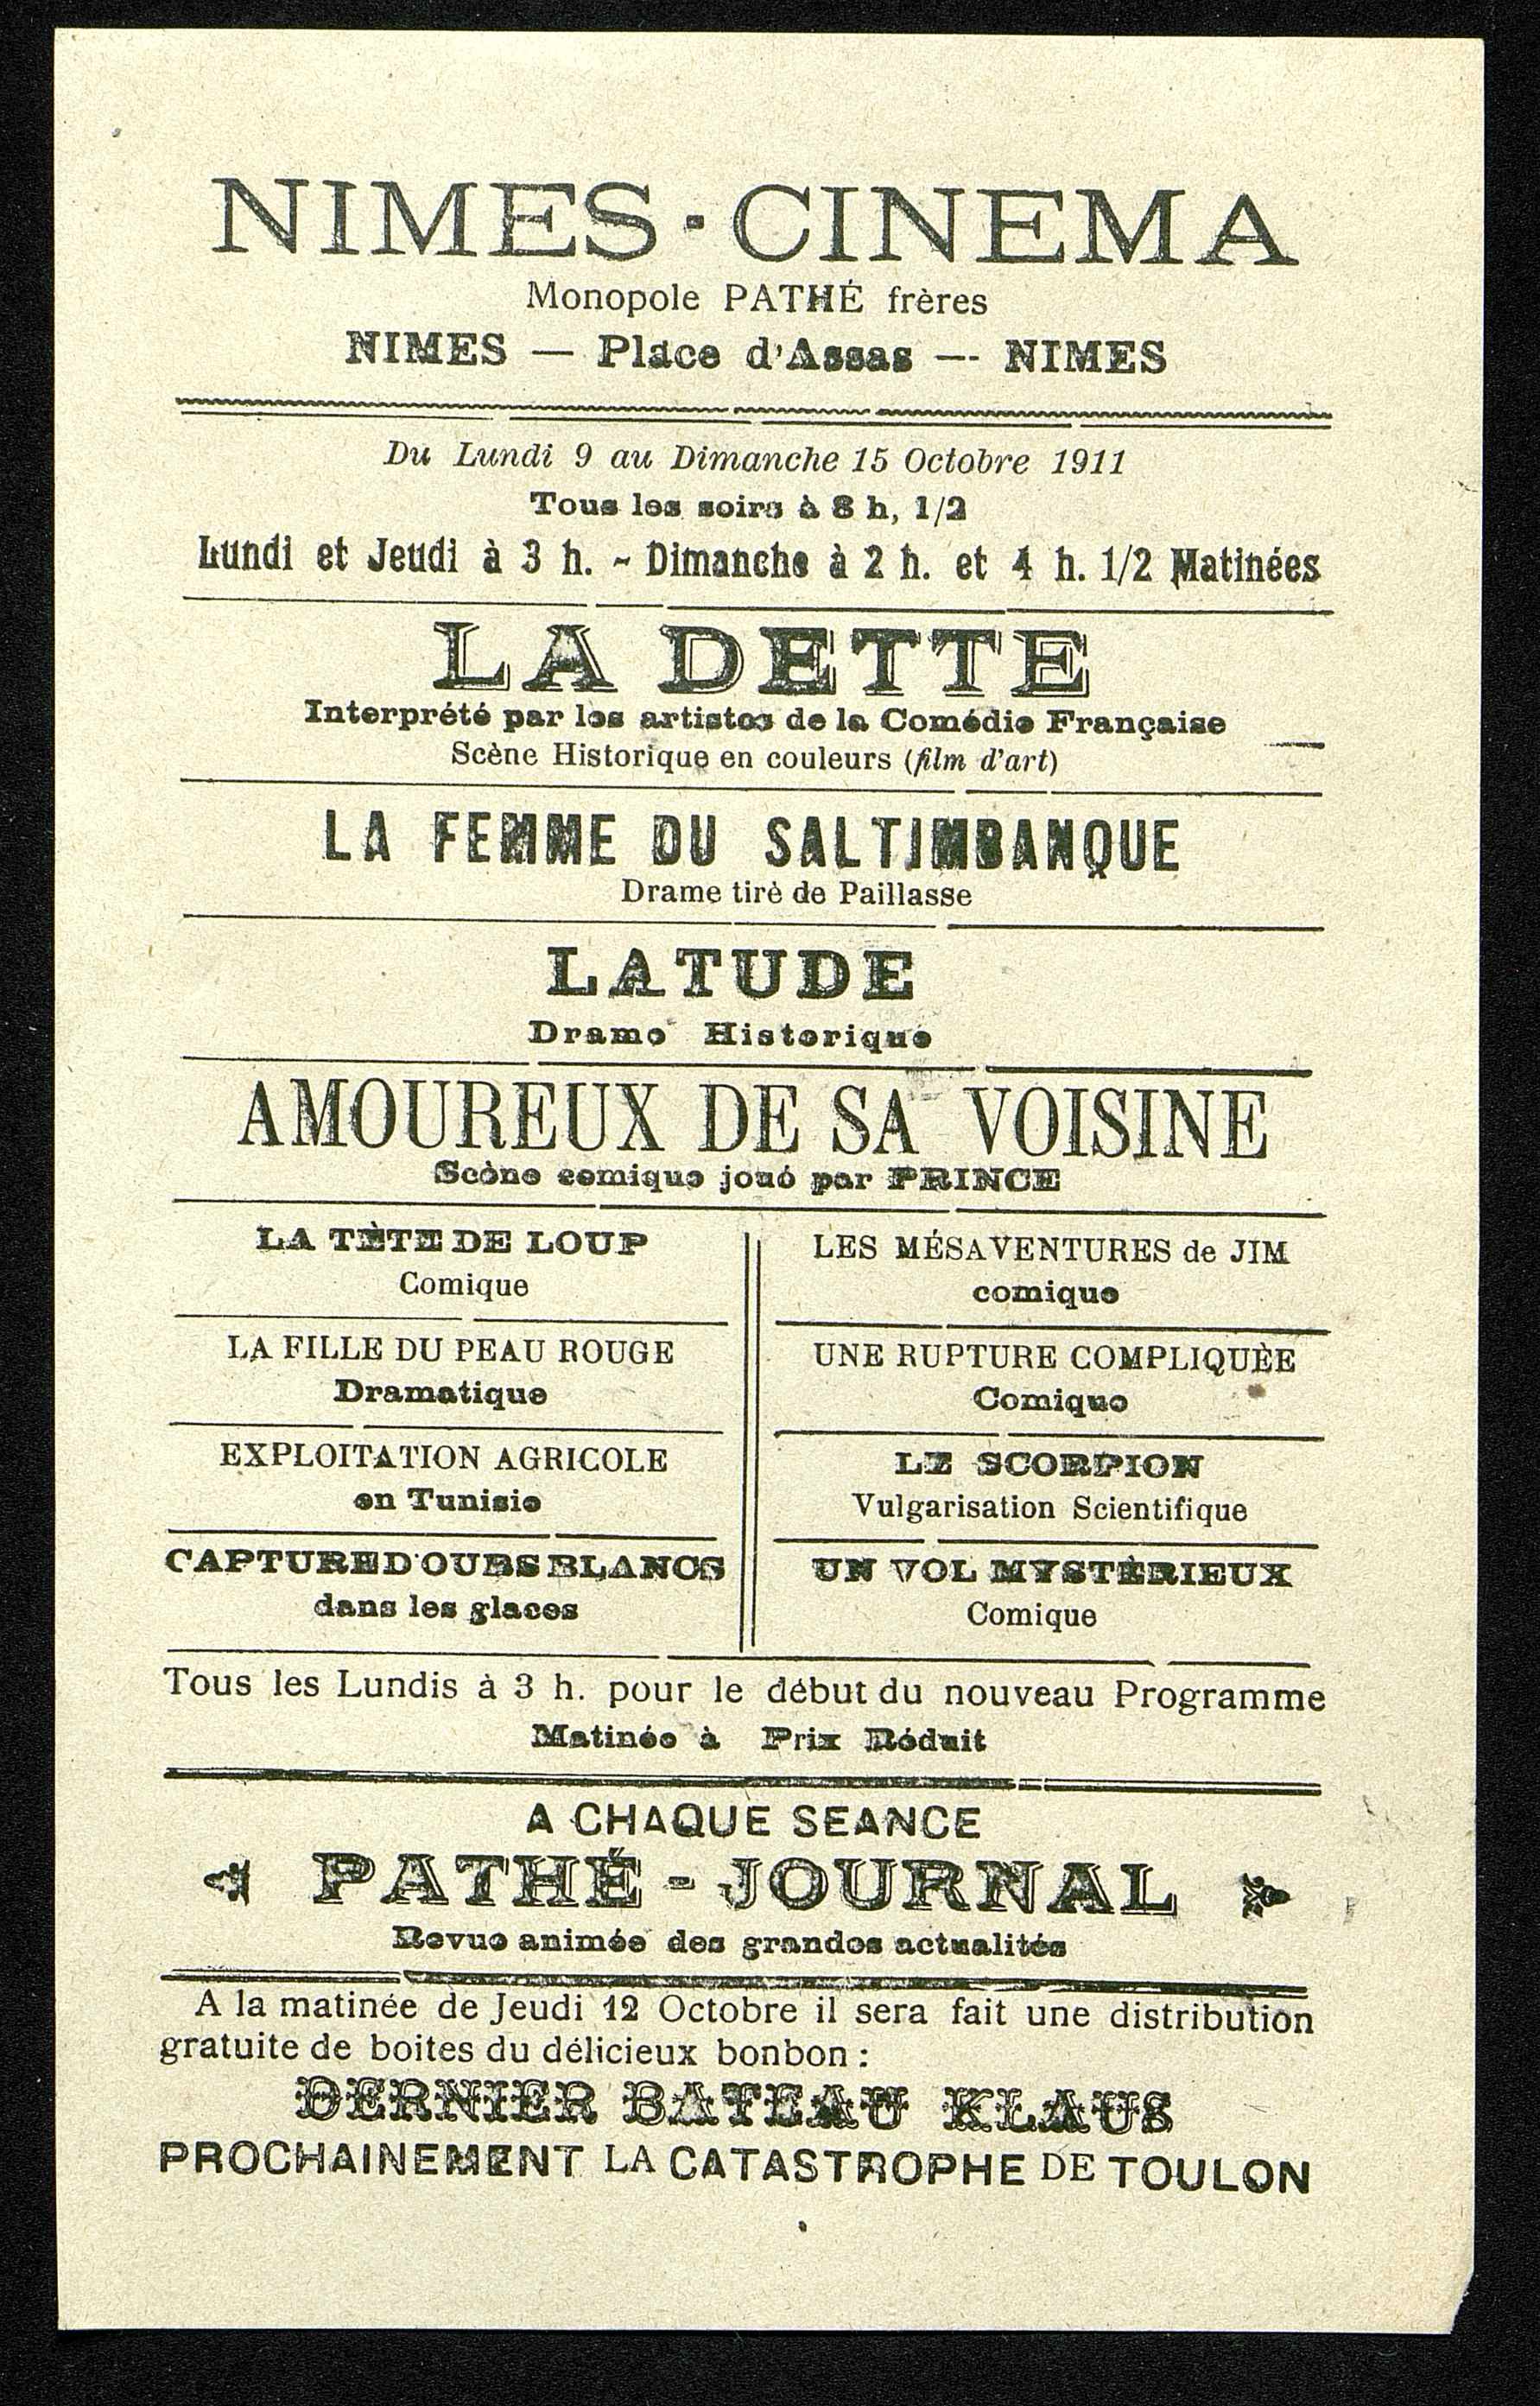 NIMES - CINEMA
Monopole PATHÉ frères
NIMES — Place d'Assas — NIMES
Du Lundi 9 au Dimanche 15 Octobre 1911
Tous les soirs à 8 h, 1/2
Lundi et Jeudi à 3 h. - Dimanche à 2 h. et 4 h. 1/2 Matinées
LA DETTE
Interprété par les artistes de la Comédie Française
Scène Historique en couleurs (film d'art)
LA FEMME DU SALTIMBANQUE
Drame tirè de Paillasse
LATUDE
Drame Historique
AMOUREUX DE SA VOISINE
Scène comique joué par PRINCE
LA TÈTE DE LOUP
Comique
LA FILLE DU PEAU ROUGE
Dramatique
EXPLOITATION AGRICOLE
en Tunisie
CAPTURE D'OURS BLANCS
dans les glaces
LES MÉSAVENTURES de JIM
comique
UNE RUPTURE COMPLIQUÈE
Comique
LE SCORPION
Vulgarisation Scientifique
UN VOL MYSTÈRIEUX
Comique
Tous les Lundis à 3 h. pour le début du nouveau Programme
Matinée à Prix Réduit
A CHAQUE SEANCE
PATHÉ - JOURNAL
Revue animée des grandes actualités
A la matinée de Jeudi 12 Octobre il sera fait une distribution
gratuite de boites du délicieux bonbon :
DERNIER BATEAU KLAUS
PROCHAINEMENT LA CATASTROPHE DE TOULON